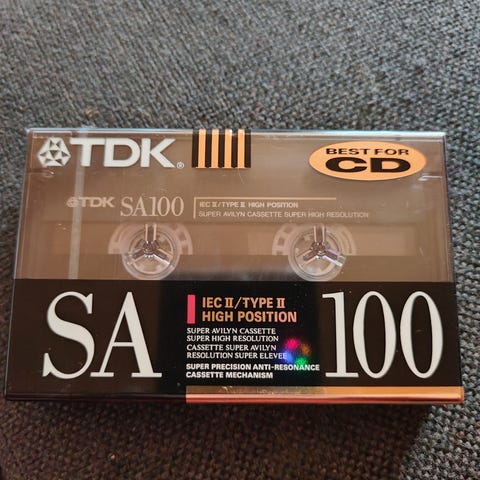 TDK®
BEST FOR
CD
TDK SA100
IEC II/TYPE II HIGH POSITION
SUPER AVILYN CASSETTE SUPER HIGH RESOLUTION
SA
IEC II/TYPE II
HIGH POSITION
SUPER AVILYN CASSETTE
SUPER HIGH RESOLUTION
CASSETTE SUPER AVILYN
RESOLUTION SUPER ELEVEE
SUPER PRECISION ANTI-RESONANCE
CASSETTE MECHANISM
100